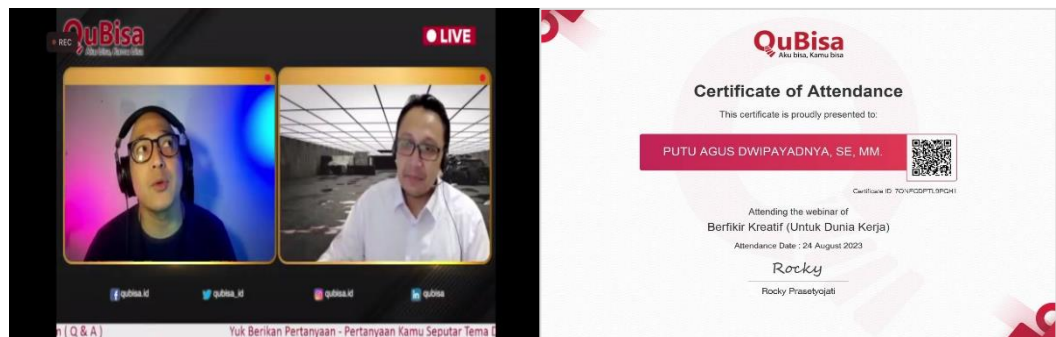 REC
QuBisa
Aku bisa, Kamu bisa
LIVE
qubisa.id
qubisa_id
qubisa.id
qubisa
n ( Q & A )
Yuk Berikan Pertanyaan - Pertanyaan Kamu Seputar Tema
QuBisa
Aku bisa, Kamu bisa
Certificate of Attendance
This certificate is proudly presented to:
PUTU AGUS DWIPAYADNYA, SE, MM.
Certificate ID
Attending the webinar of
Berfikir Kreatif (Untuk Dunia Kerja)
Attendance Date : 24 August 2023
Rocky
Rocky Prasetyojati